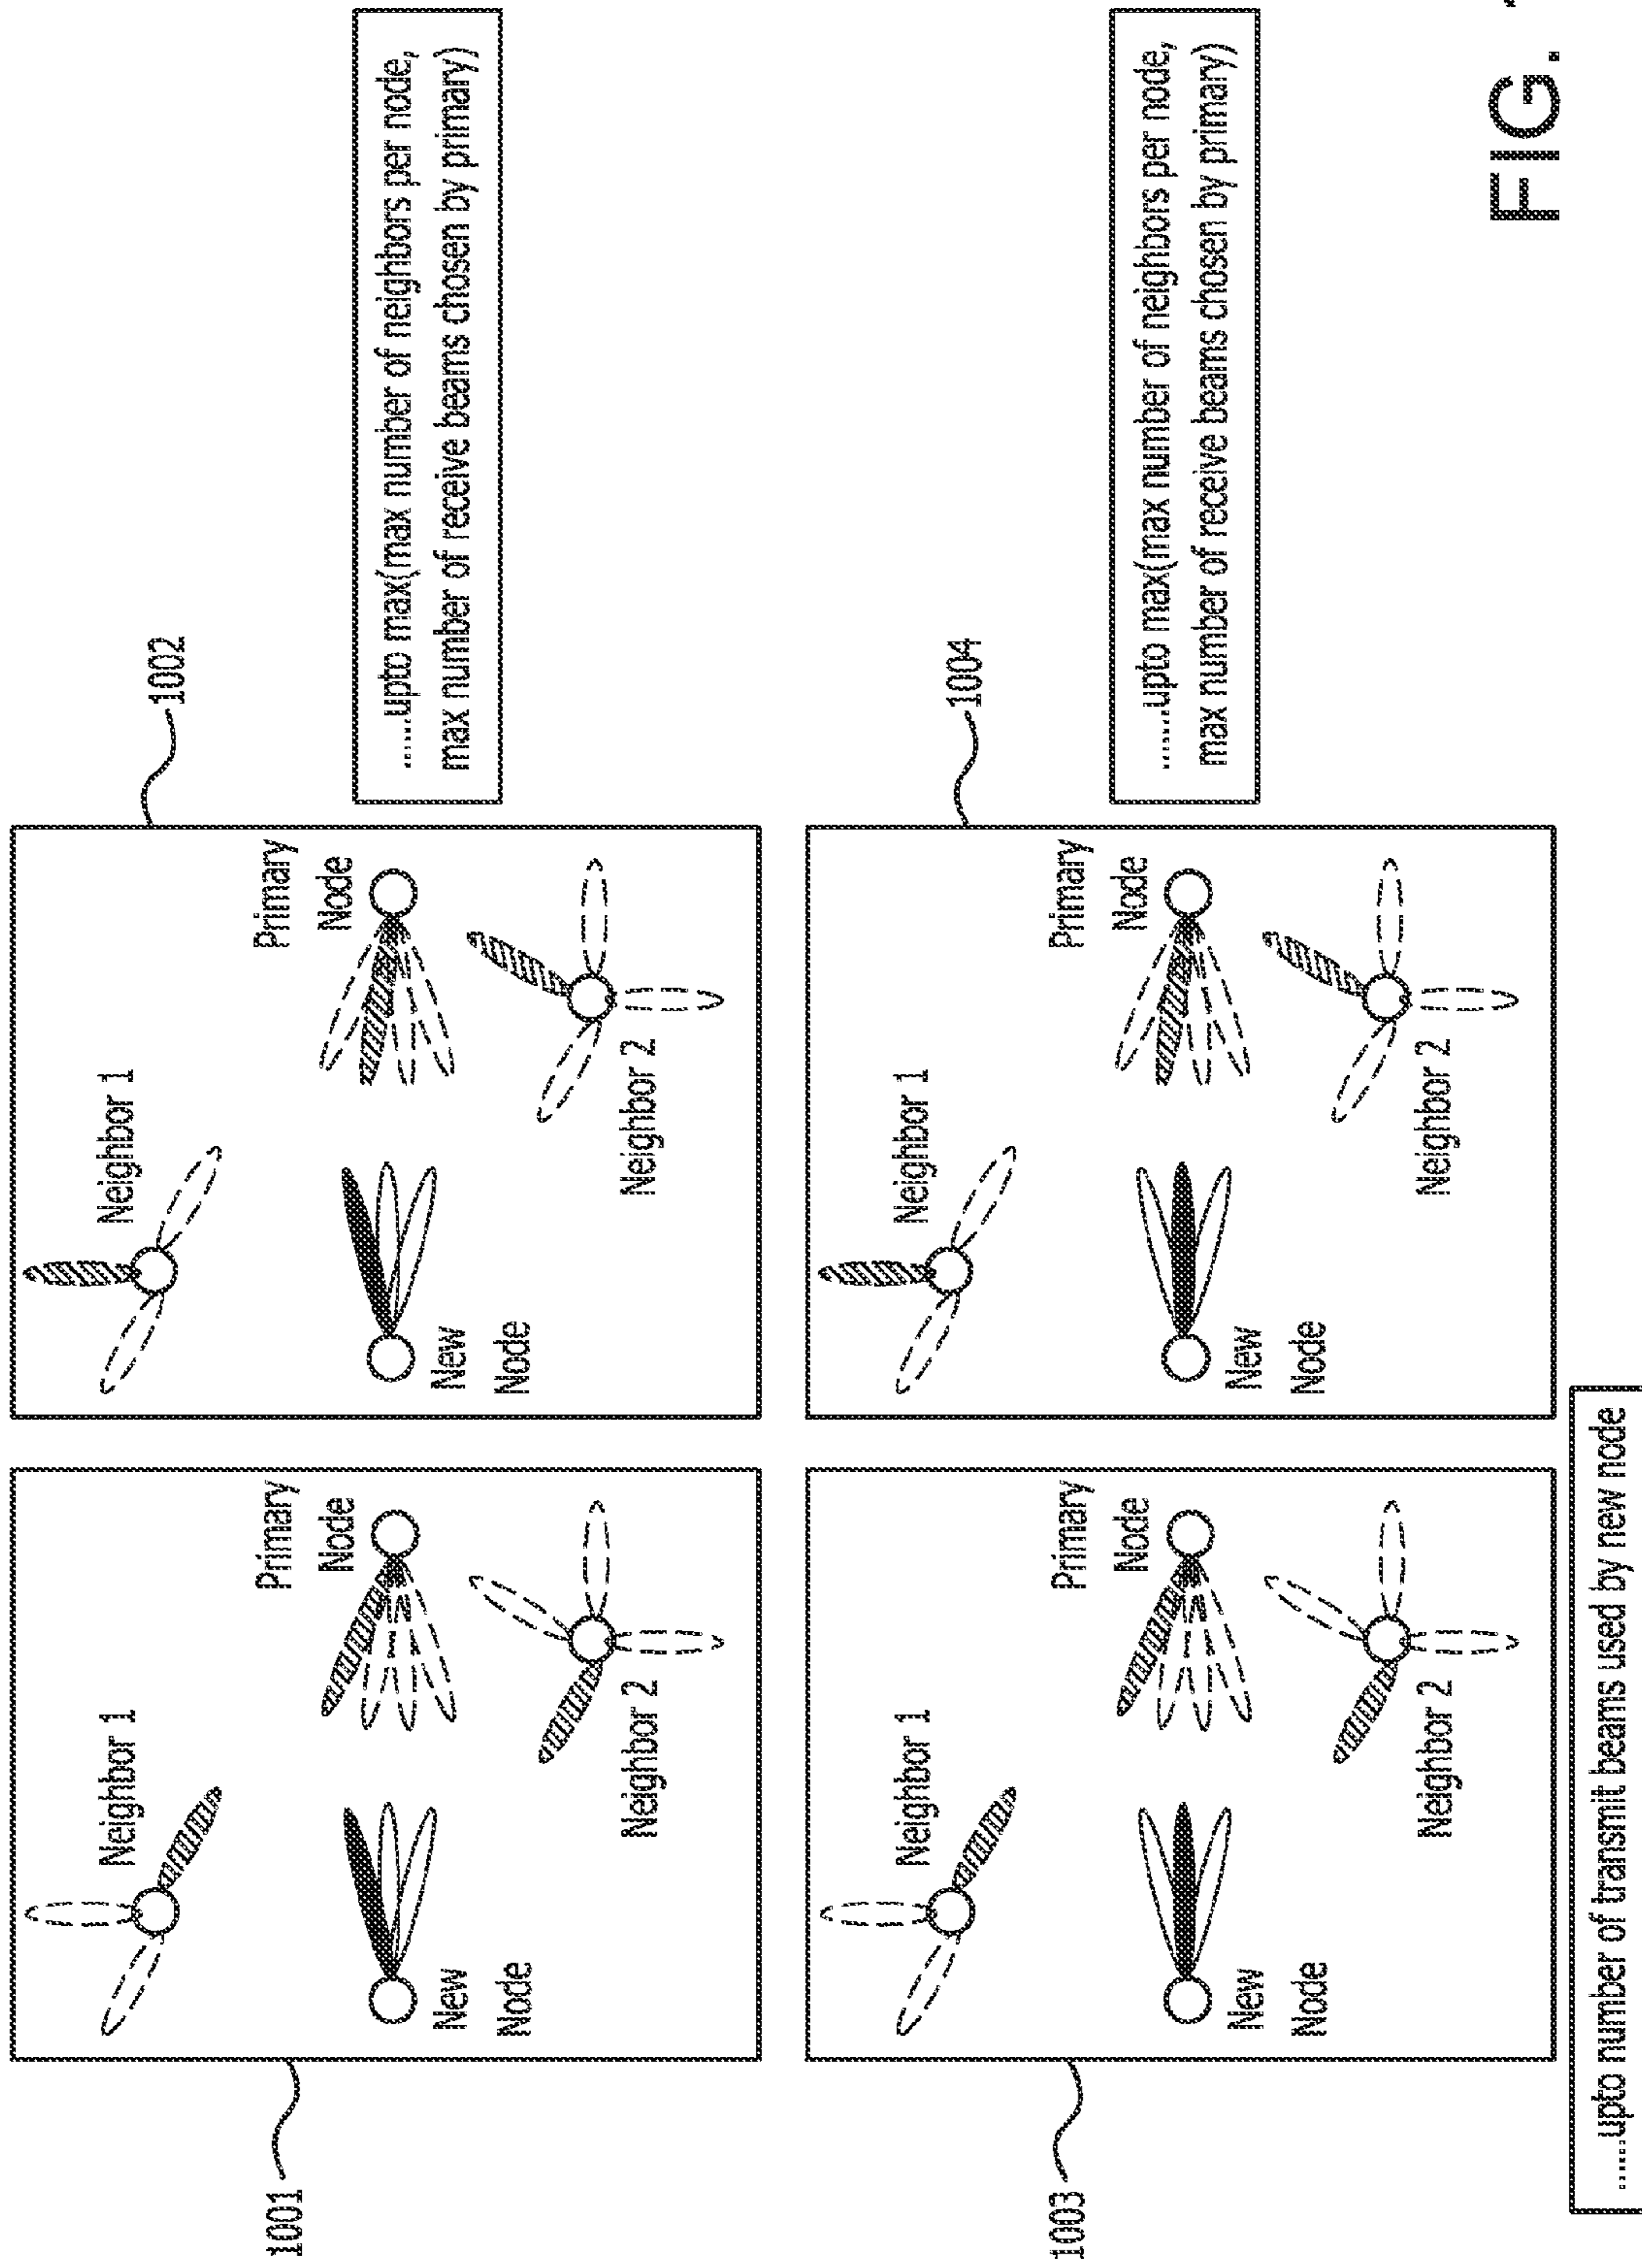 1001
Neighbor 1
Primary
Node
New
Node
Neighbor 2
1002
Neighbor 1
Primary
Node
New
Node
Neighbor 2
......upto max(max number of neighbors per node,
max number of receive beams chosen by primary)
1003
Neighbor 1
Primary
Node
New
Node
Neighbor 2
1004
Neighbor 1
Primary
Node
New
Node
Neighbor 2
......upto max(max number of neighbors per node,
max number of receive beams chosen by primary)
......upto number of transmit beams used by new node
FIG.